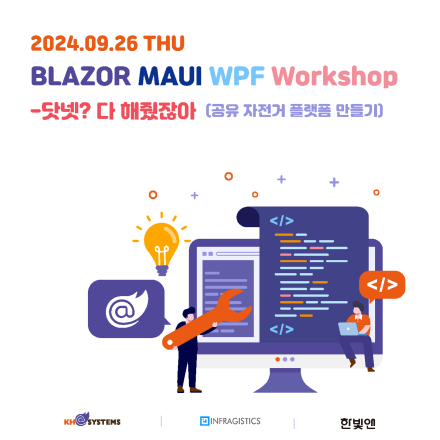 2024.09.26 THU
BLAZOR MAUI WPF Workshop
-닷넷? 다 해줬잖아 (공유 자전거 플랫폼 만들기)
</>
</>
@
</>
KH SYSTEMS INFRAGISTICS 한빛엔